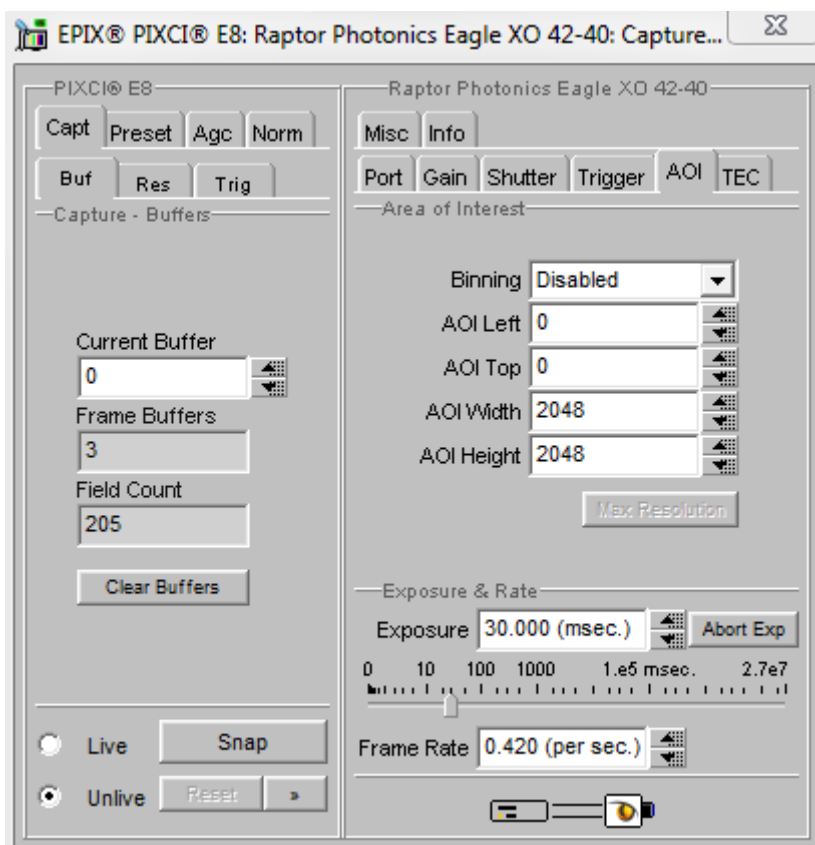 EPIX® PIXCI® E8: Raptor Photonics Eagle XO 42-40: Capture...
PIXCI® E8
Capt Preset Agc Norm
Buf Res Trig
Capture - Buffers
Current Buffer
0
Frame Buffers
3
Field Count
205
Clear Buffers
Live Snap
Unlive Reset »
Raptor Photonics Eagle XO 42-40
Misc Info
Port Gain Shutter Trigger AOI TEC
Area of Interest
Binning Disabled
AOI Left 0
AOI Top 0
AOI Width 2048
AOI Height 2048
Max Resolution
Exposure & Rate
Exposure 30.000 (msec.) Abort Exp
0 10 100 1000 1.e5 msec. 2.7e7
Frame Rate 0.420 (per sec.)